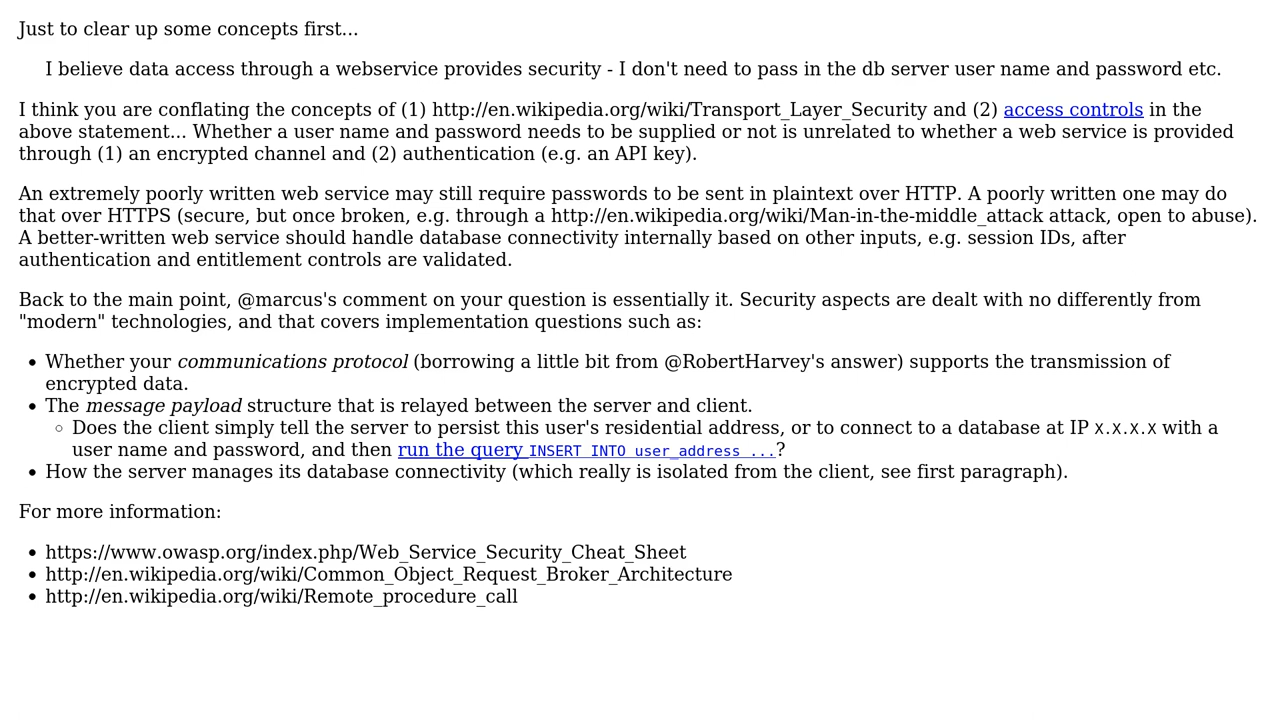 Just to clear up some concepts first...
I believe data access through a webservice provides security - I don't need to pass in the db server user name and password etc.
I think you are conflating the concepts of (1) http://en.wikipedia.org/wiki/Transport_Layer_Security and (2) access controls in the
above statement... Whether a user name and password needs to be supplied or not is unrelated to whether a web service is provided
through (1) an encrypted channel and (2) authentication (e.g. an API key).
An extremely poorly written web service may still require passwords to be sent in plaintext over HTTP. A poorly written one may do
that over HTTPS (secure, but once broken, e.g. through a http://en.wikipedia.org/wiki/Man-in-the-middle_attack attack, open to abuse).
A better-written web service should handle database connectivity internally based on other inputs, e.g. session IDs, after
authentication and entitlement controls are validated.
Back to the main point, @marcus's comment on your question is essentially it. Security aspects are dealt with no differently from
"modern" technologies, and that covers implementation questions such as:
• Whether your communications protocol (borrowing a little bit from @RobertHarvey's answer) supports the transmission of
encrypted data.
• The message payload structure that is relayed between the server and client.
◦ Does the client simply tell the server to persist this user's residential address, or to connect to a database at IP x.x.x.x with a
user name and password, and then run the query INSERT INTO user_address ...?
• How the server manages its database connectivity (which really is isolated from the client, see first paragraph).
For more information:
• https://www.owasp.org/index.php/Web_Service_Security_Cheat_Sheet
• http://en.wikipedia.org/wiki/Common_Object_Request_Broker_Architecture
• http://en.wikipedia.org/wiki/Remote_procedure_call